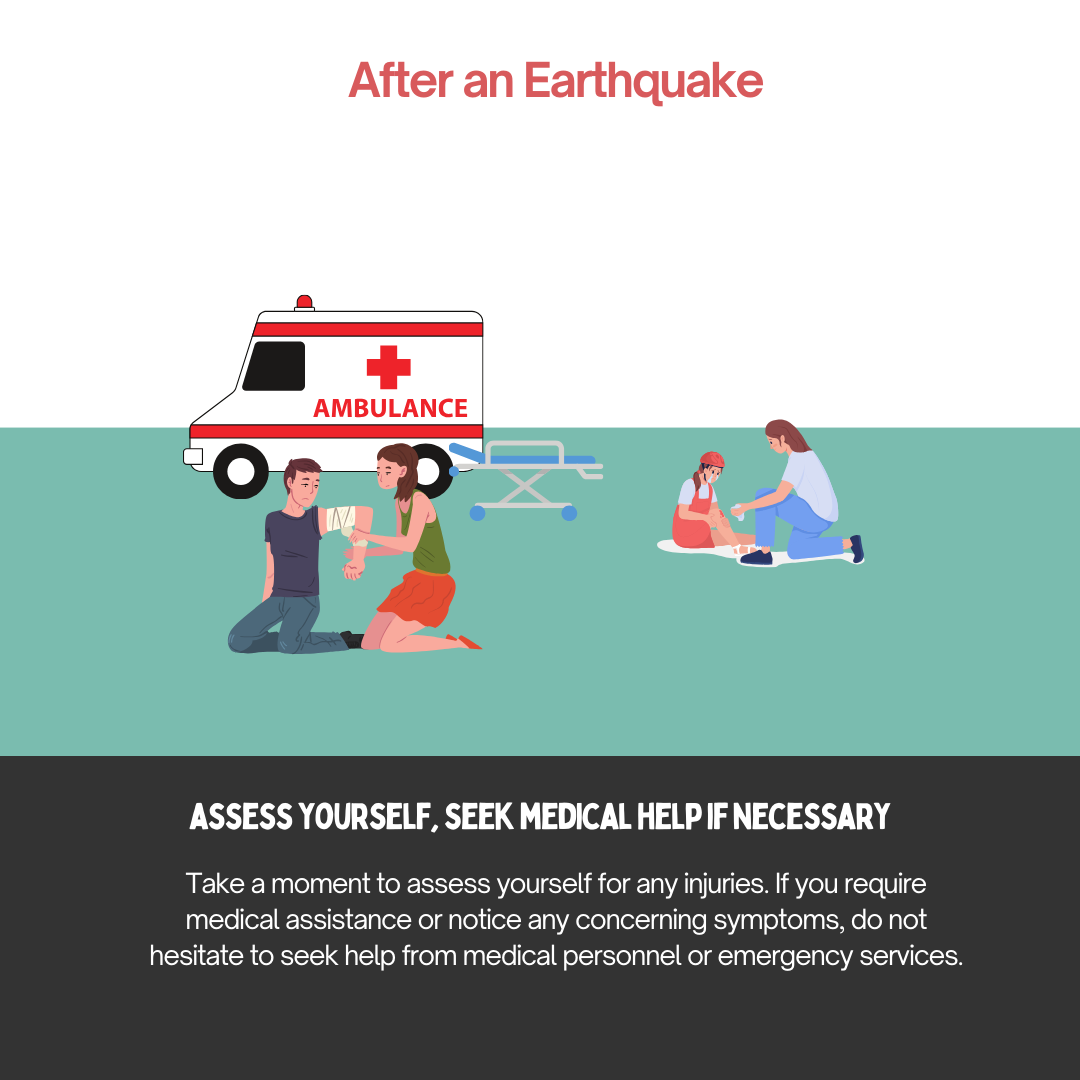 After an Earthquake
AMBULANCE
ASSESS YOURSELF, SEEK MEDICAL HELP IF NECESSARY
Take a moment to assess yourself for any injuries. If you require
medical assistance or notice any concerning symptoms, do not
hesitate to seek help from medical personnel or emergency services.